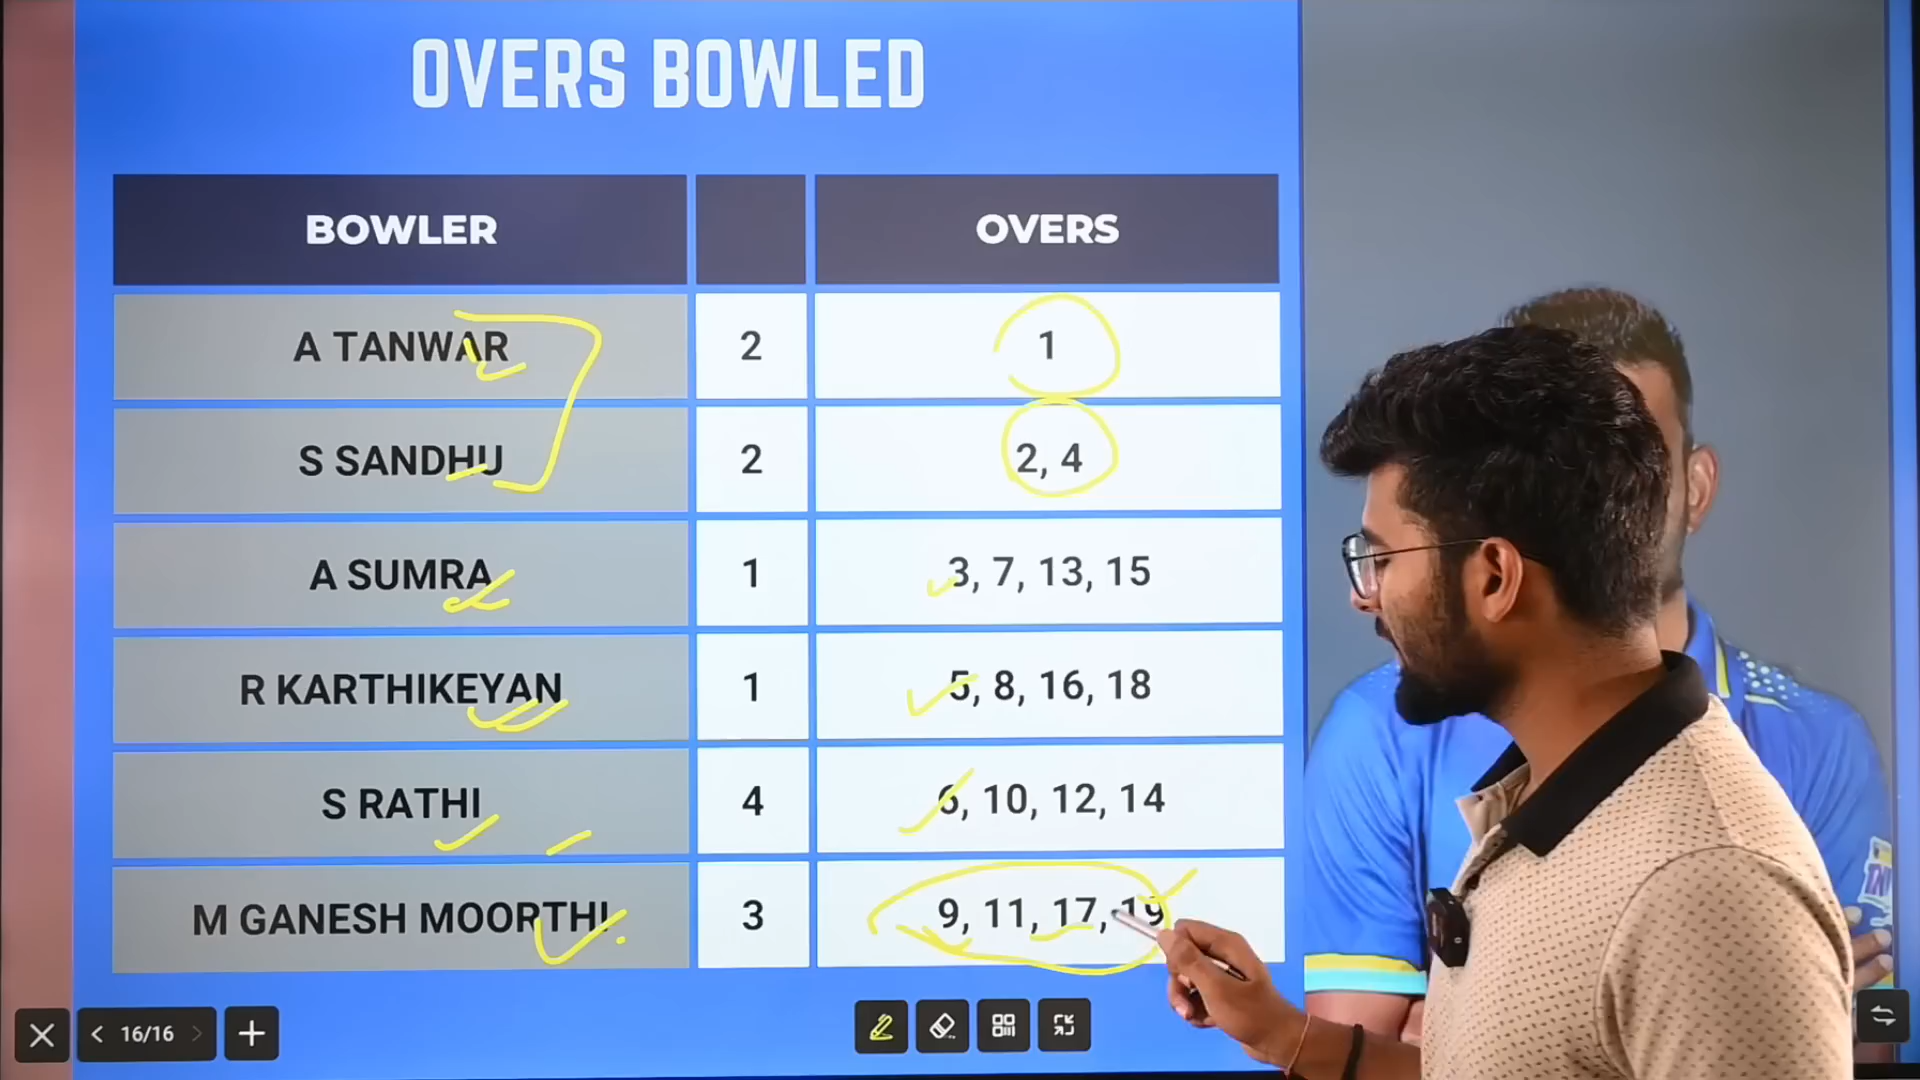 OVERS BOWLED
BOWLER OVERS
A TANWAR 2 1
S SANDHU 2 2, 4
A SUMRA 1 3, 7, 13, 15
R KARTHIKEYAN 1 5, 8, 16, 18
S RATHI 4 6, 10, 12, 14
M GANESH MOORTHI 3 9, 11, 17, 19
16/16